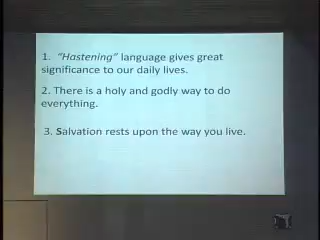 1. "Hastening" language gives great
significance to our daily lives.
2. There is a holy and godly way to do
everything.
3. Salvation rests upon the way you live.